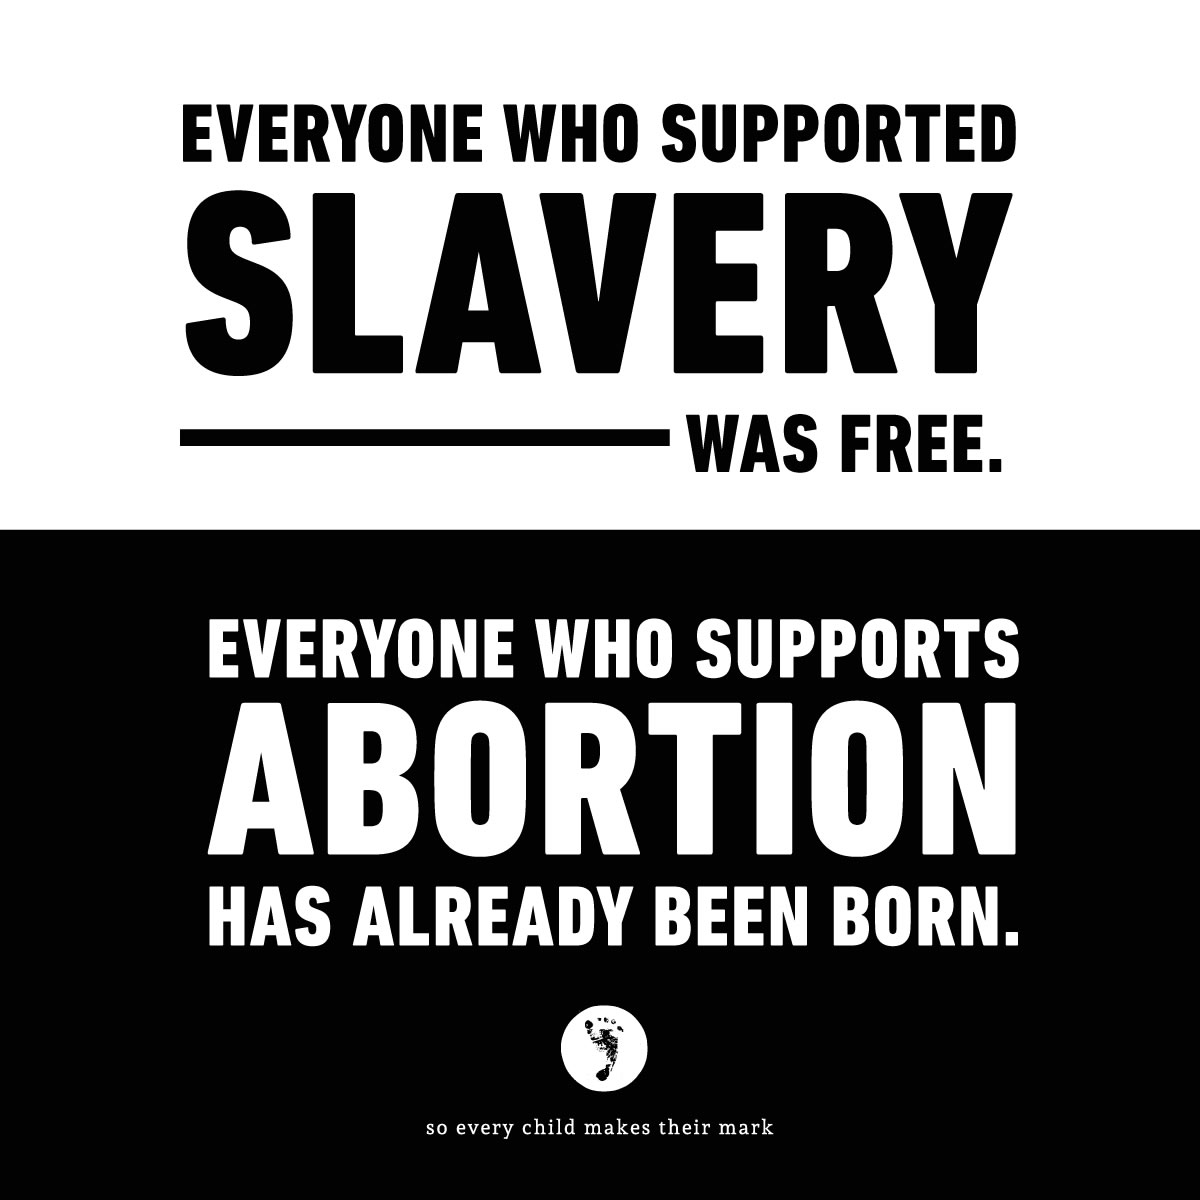 EVERYONE WHO SUPPORTED
SLAVERY
WAS FREE.
EVERYONE WHO SUPPORTS
ABORTION
HAS ALREADY BEEN BORN.
so every child makes their mark